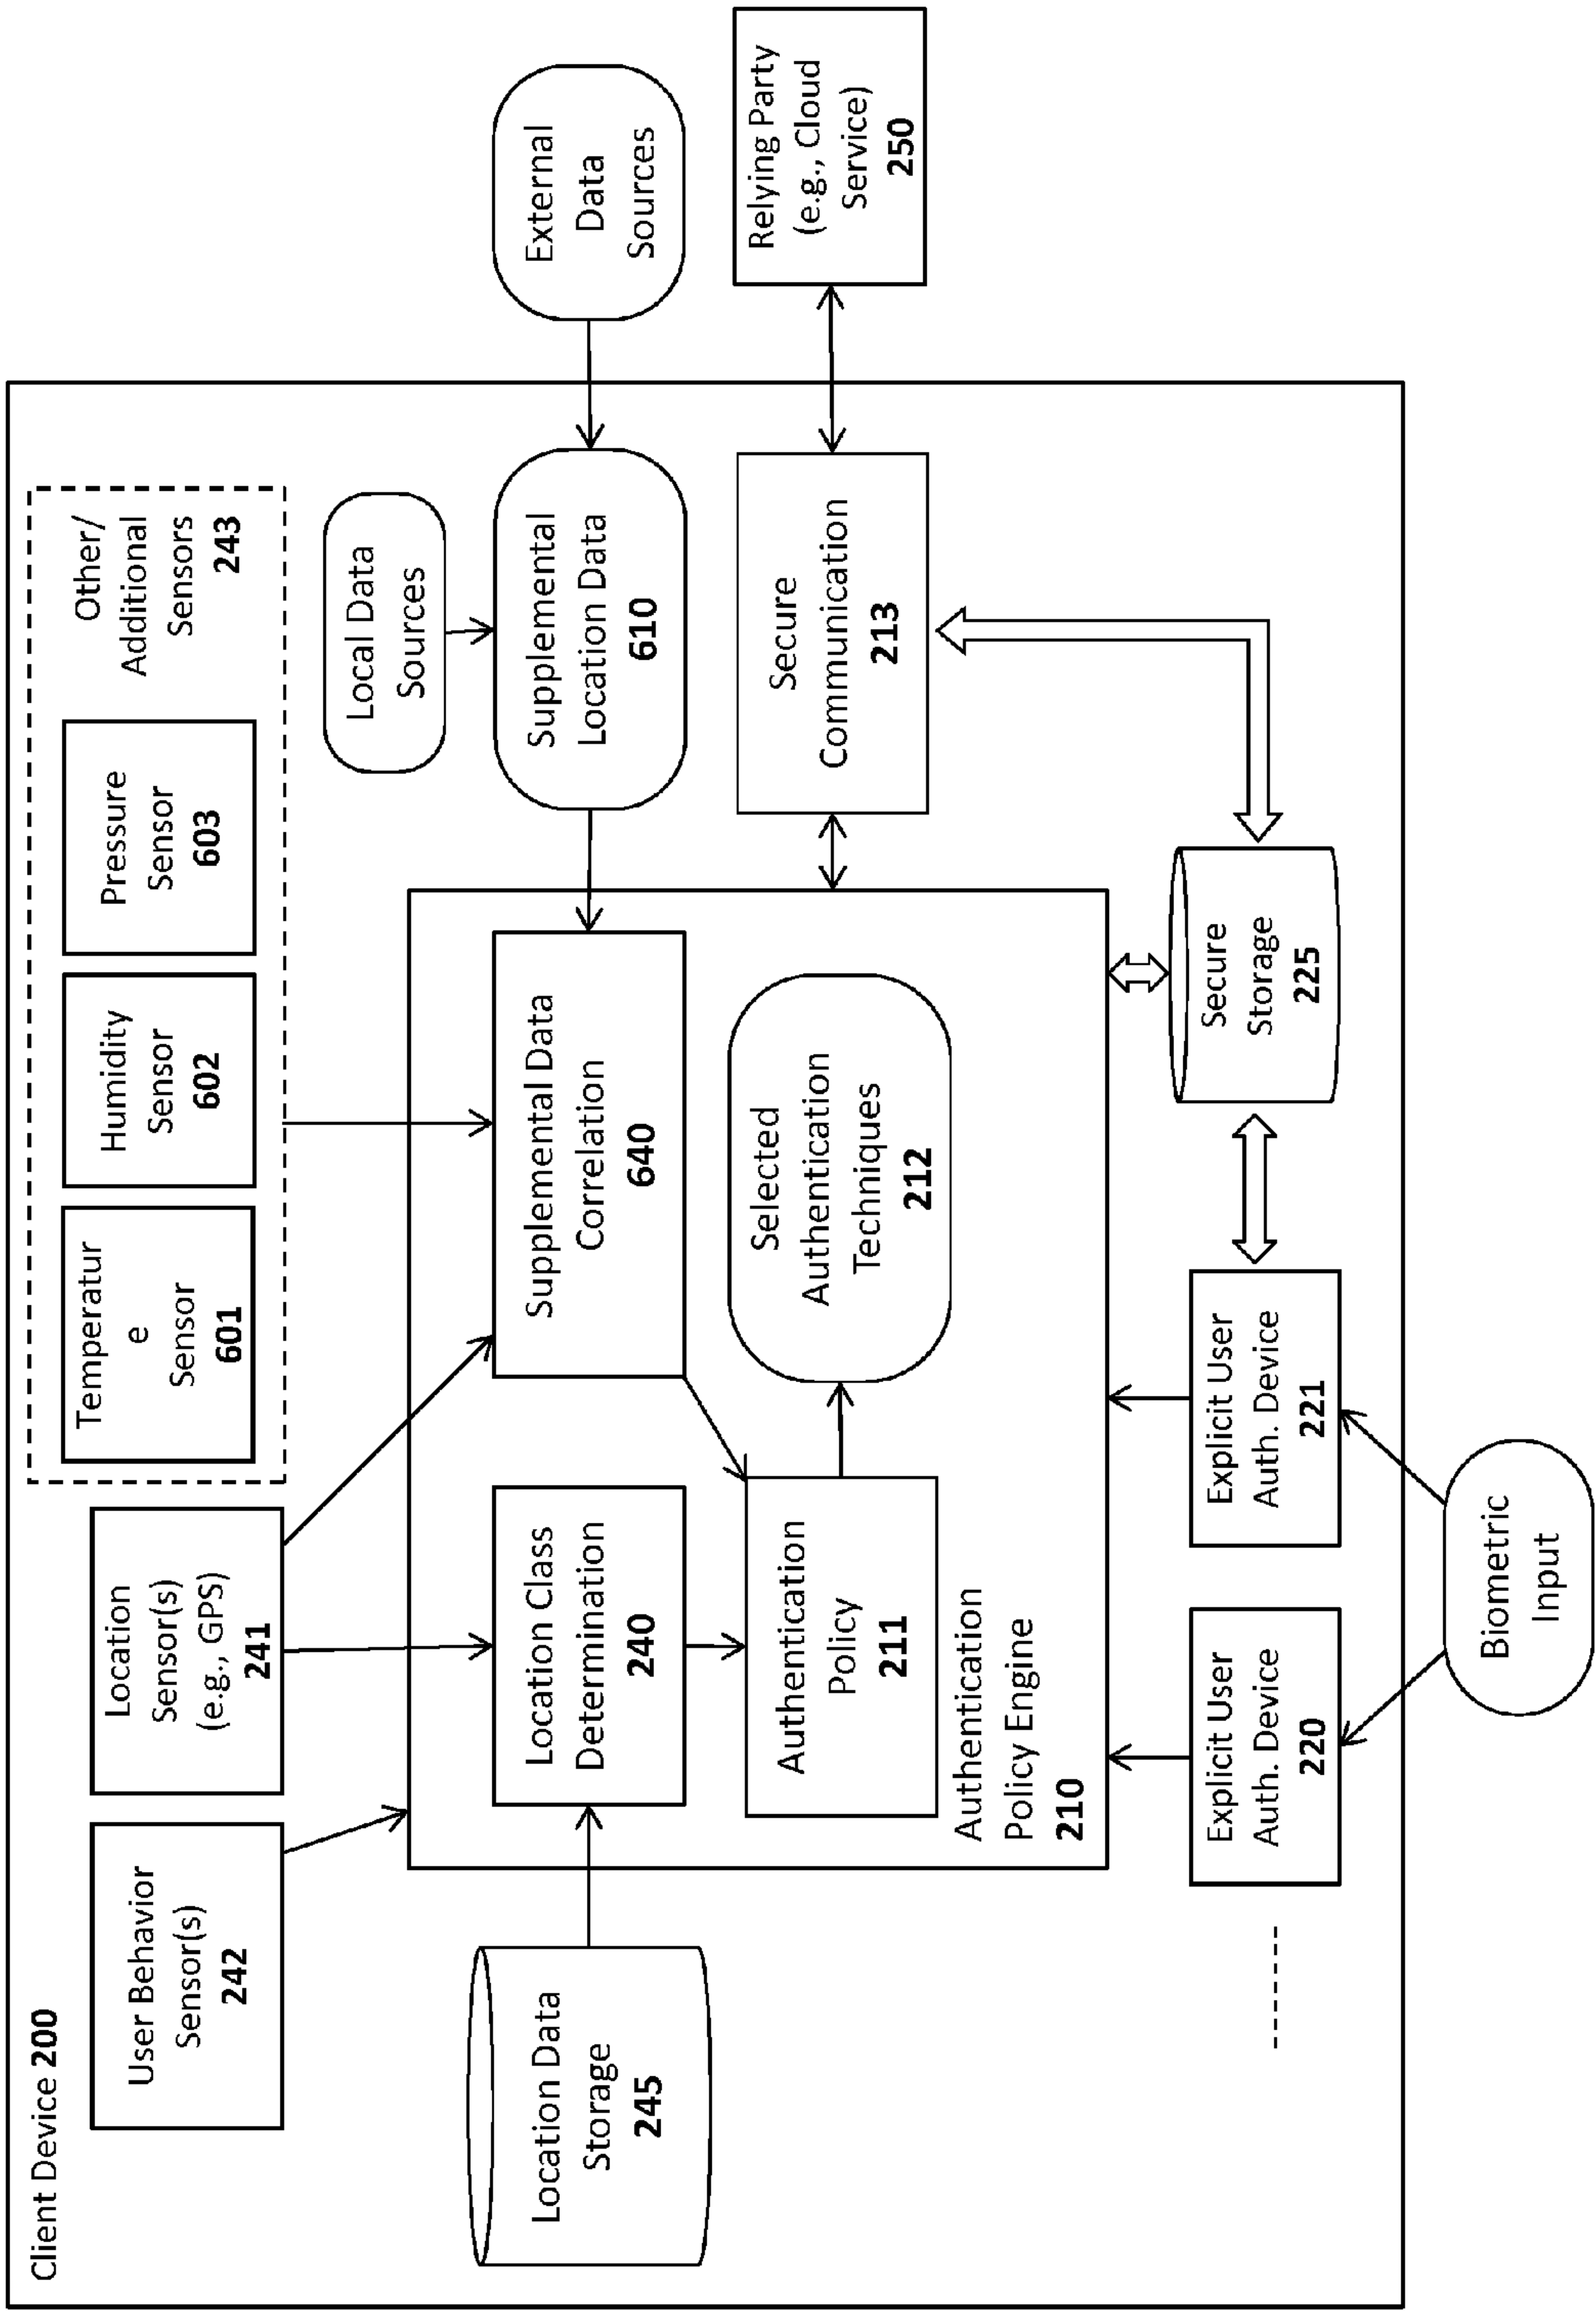 Client Device 200
User Behavior
Sensor(s)
242
Location
Sensor(s)
(e.g., GPS)
241
Temperatur
e
Sensor
601
Humidity
Sensor
602
Pressure
Sensor
603
Other/
Additional
Sensors
243
Local Data
Sources
Location Data
Storage
245
Location Class
Determination
240
Supplemental Data
Correlation
640
Supplemental
Location Data
610
External
Data
Sources
Authentication
Policy
211
Selected
Authentication
Techniques
212
Secure
Communication
213
Relying Party
(e.g., Cloud
Service)
250
Authentication
Policy Engine
210
Explicit User
Auth. Device
220
Explicit User
Auth. Device
221
Secure
Storage
225
Biometric
Input